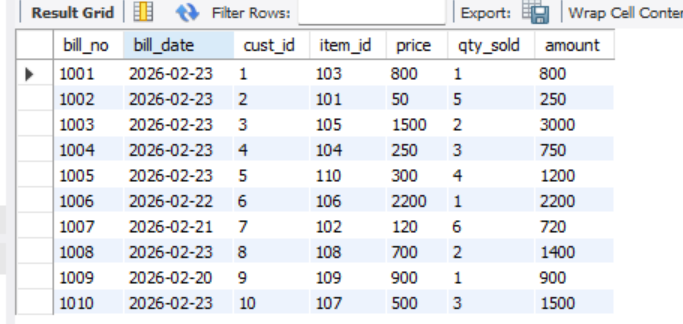 Result Grid Filter Rows: Export: Wrap Cell Conter
bill_no bill_date cust_id item_id price qty_sold amount
1001 2026-02-23 1 103 800 1 800
1002 2026-02-23 2 101 50 5 250
1003 2026-02-23 3 105 1500 2 3000
1004 2026-02-23 4 104 250 3 750
1005 2026-02-23 5 110 300 4 1200
1006 2026-02-22 6 106 2200 1 2200
1007 2026-02-21 7 102 120 6 720
1008 2026-02-23 8 108 700 2 1400
1009 2026-02-20 9 109 900 1 900
1010 2026-02-23 10 107 500 3 1500